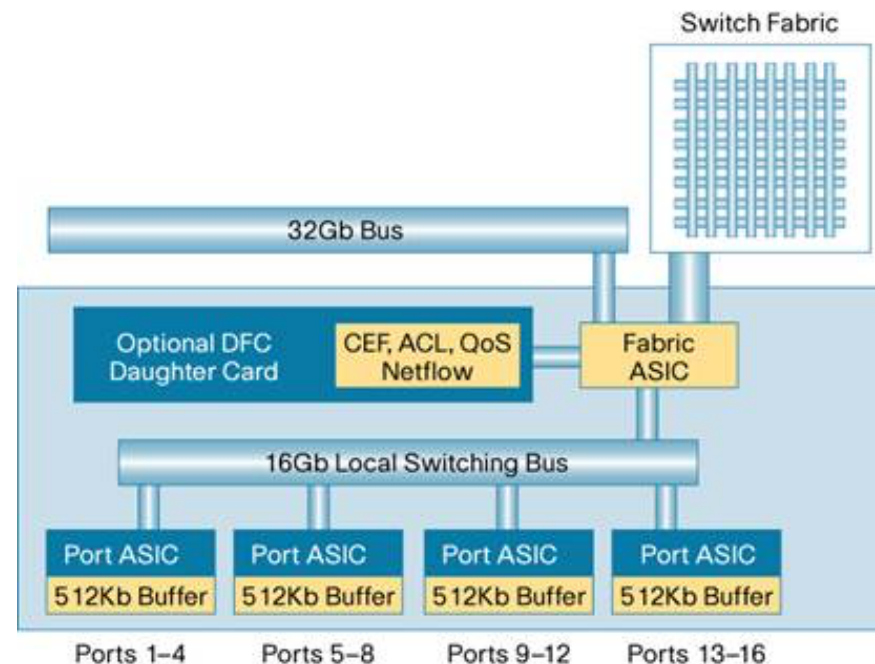 Switch Fabric
32Gb Bus
Optional DFC
Daughter Card
CEF, ACL, QoS
Netflow
Fabric
ASIC
16Gb Local Switching Bus
Port ASIC
512Kb Buffer
Port ASIC
512Kb Buffer
Port ASIC
512Kb Buffer
Port ASIC
512Kb Buffer
Ports 1–4
Ports 5–8
Ports 9–12
Ports 13–16